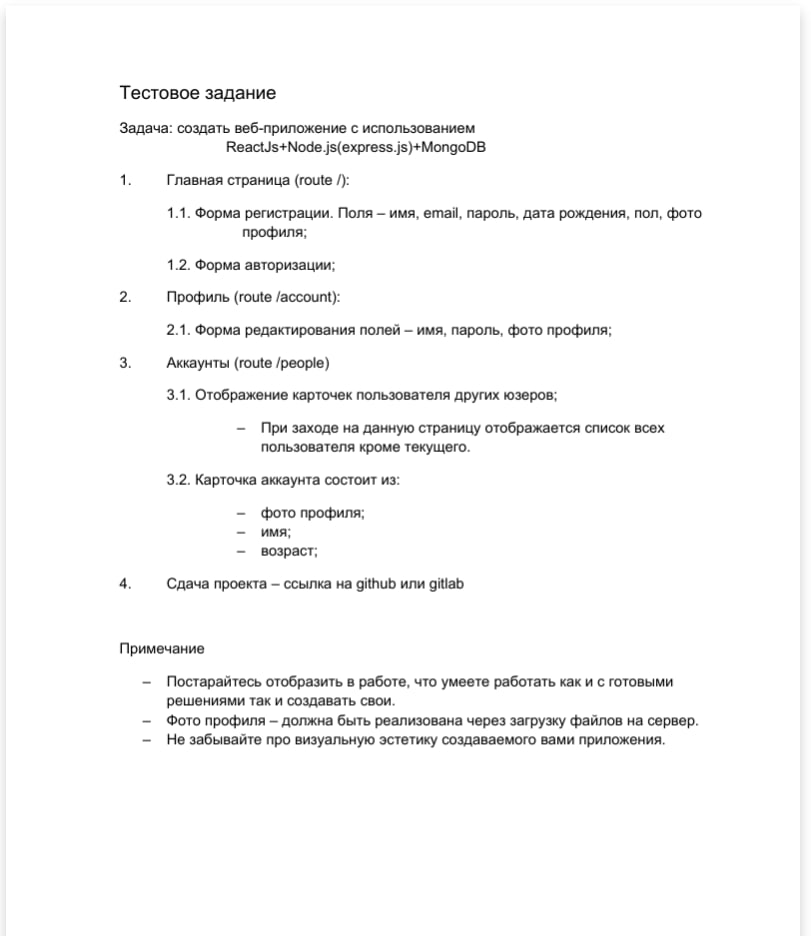 Тестовое задание
Задача: создать веб-приложение с использованием
ReactJs+Node.js(express.js)+MongoDB
1. Главная страница (route /):
1.1. Форма регистрации. Поля – имя, email, пароль, дата рождения, пол, фото
профиля;
1.2. Форма авторизации;
2. Профиль (route /account):
2.1. Форма редактирования полей – имя, пароль, фото профиля;
3. Аккаунты (route /people)
3.1. Отображение карточек пользователя других юзеров;
– При заходе на данную страницу отображается список всех
пользователя кроме текущего.
3.2. Карточка аккаунта состоит из:
– фото профиля;
– имя;
– возраст;
4. Сдача проекта – ссылка на github или gitlab
Примечание
– Постарайтесь отобразить в работе, что умеете работать как и с готовыми
решениями так и создавать свои.
– Фото профиля – должна быть реализована через загрузку файлов на сервер.
– Не забывайте про визуальную эстетику создаваемого вами приложения.